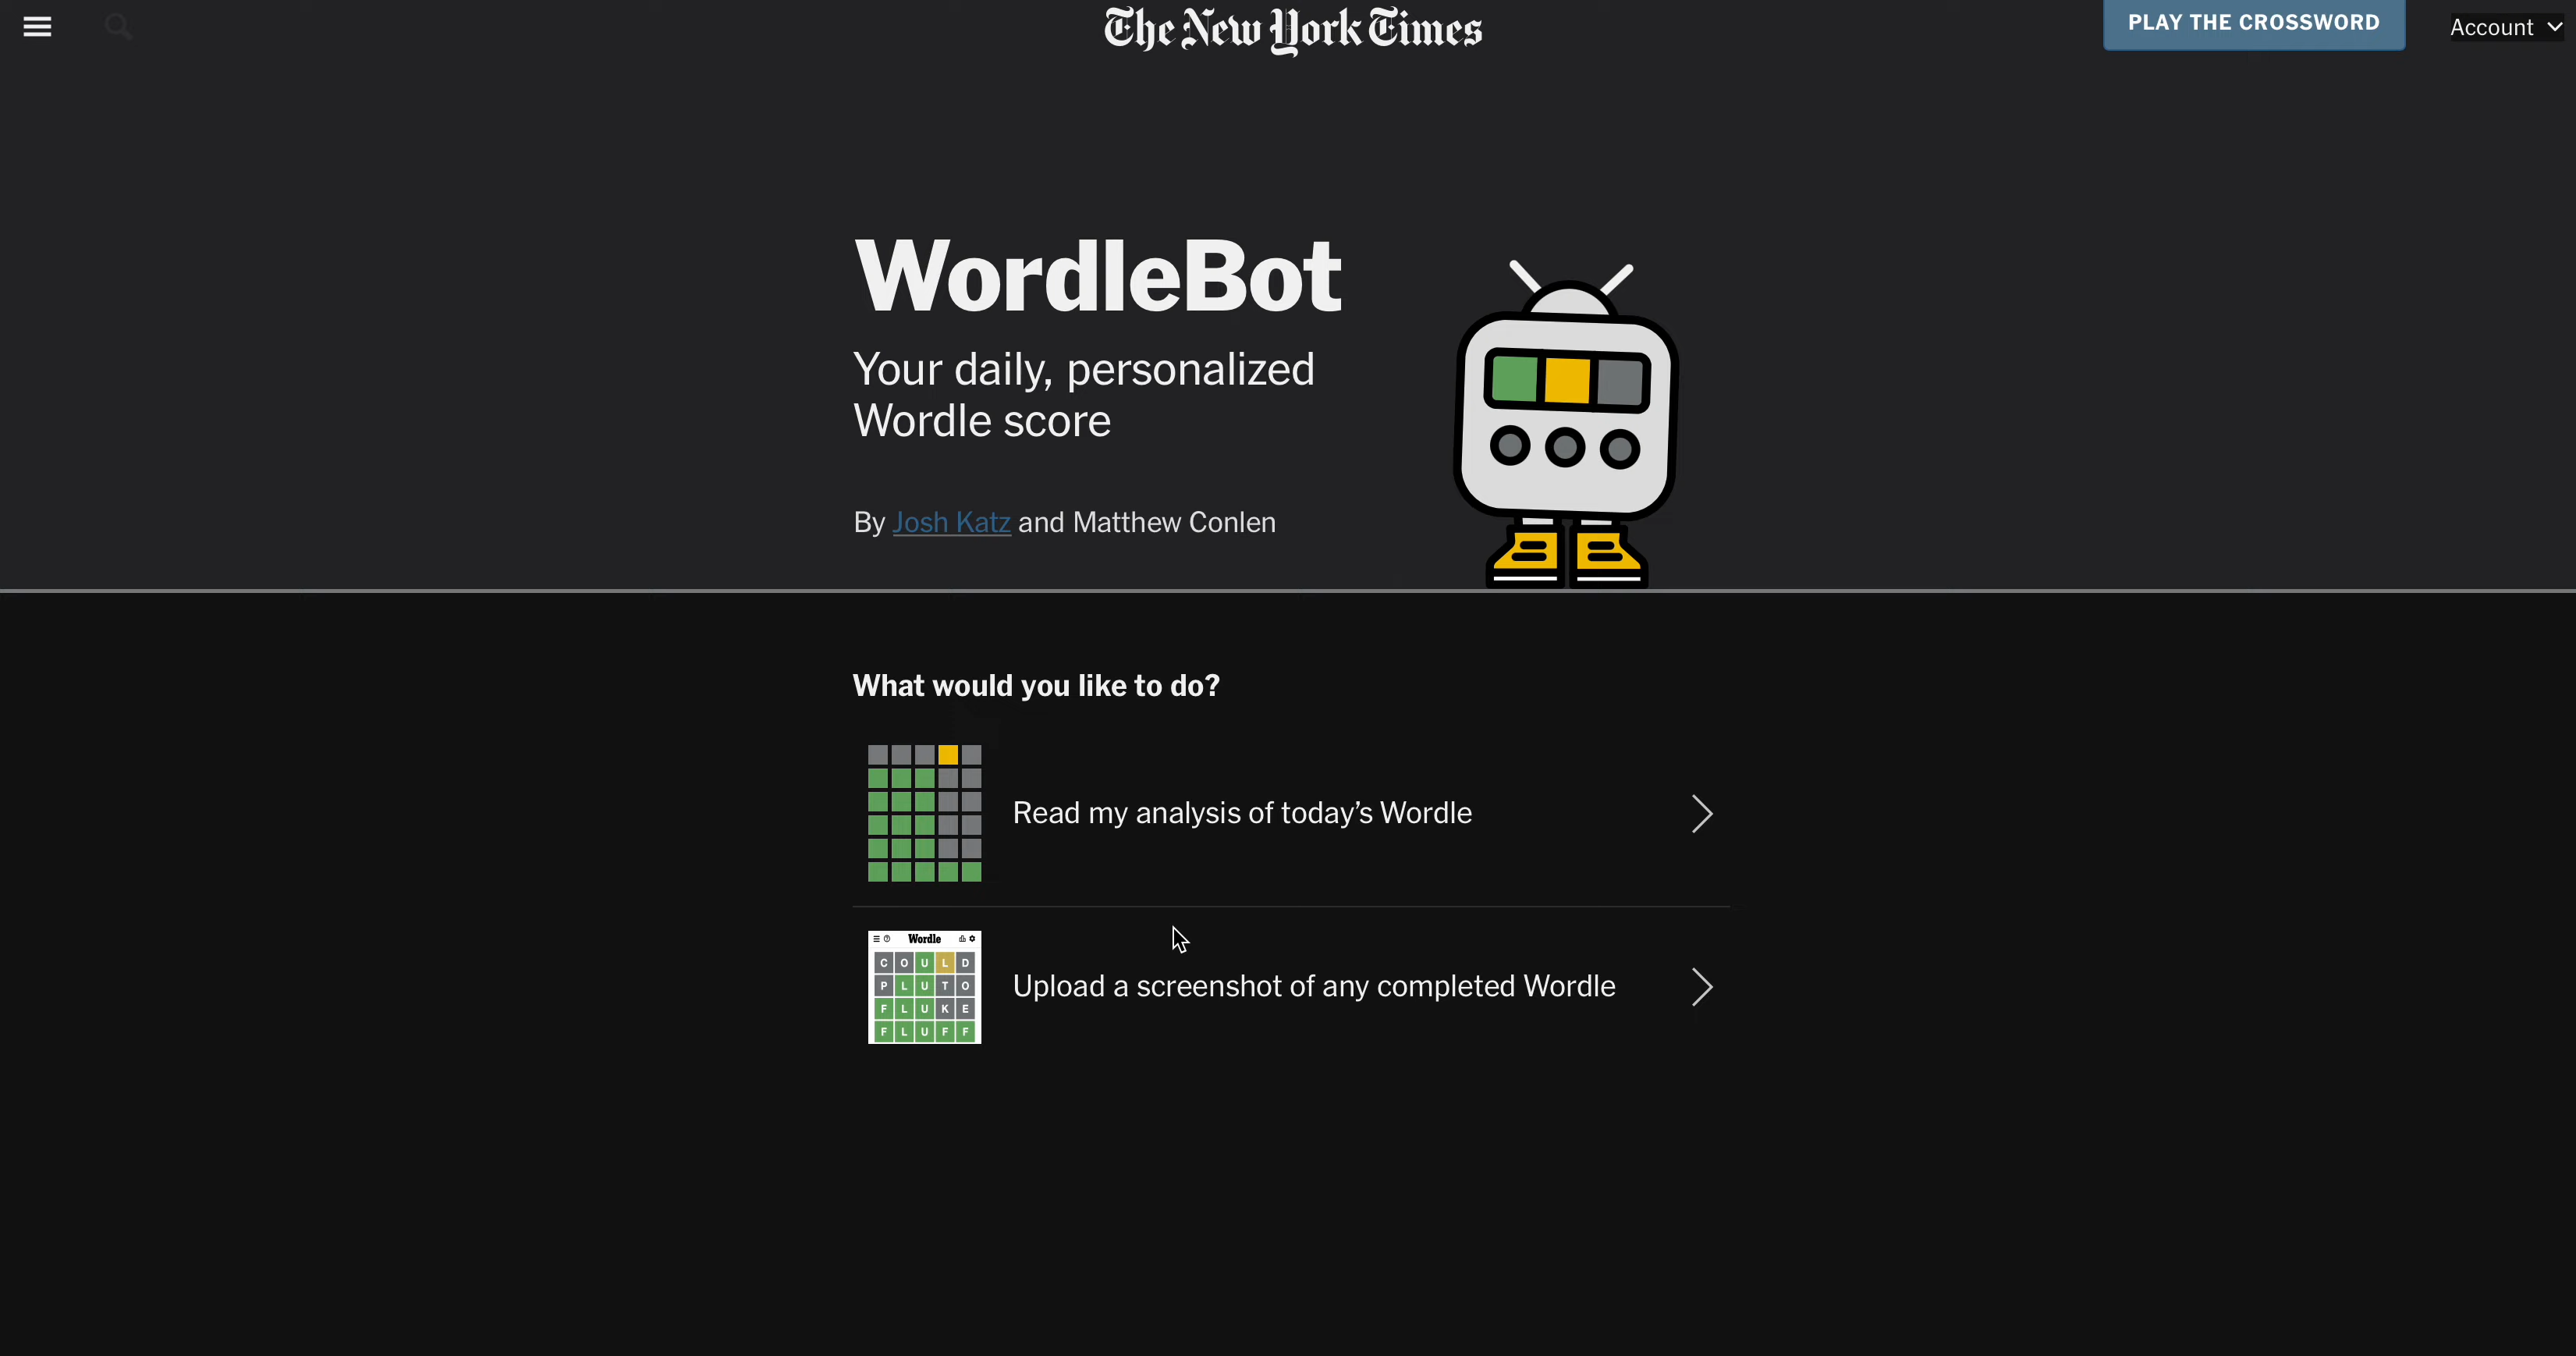 The New York Times
PLAY THE CROSSWORD
Account
WordleBot
Your daily, personalized
Wordle score
By Josh Katz and Matthew Conlen
What would you like to do?
Read my analysis of today’s Wordle
Wordle
C O U L D
P L U T O
F L U K E
F L U F F
Upload a screenshot of any completed Wordle